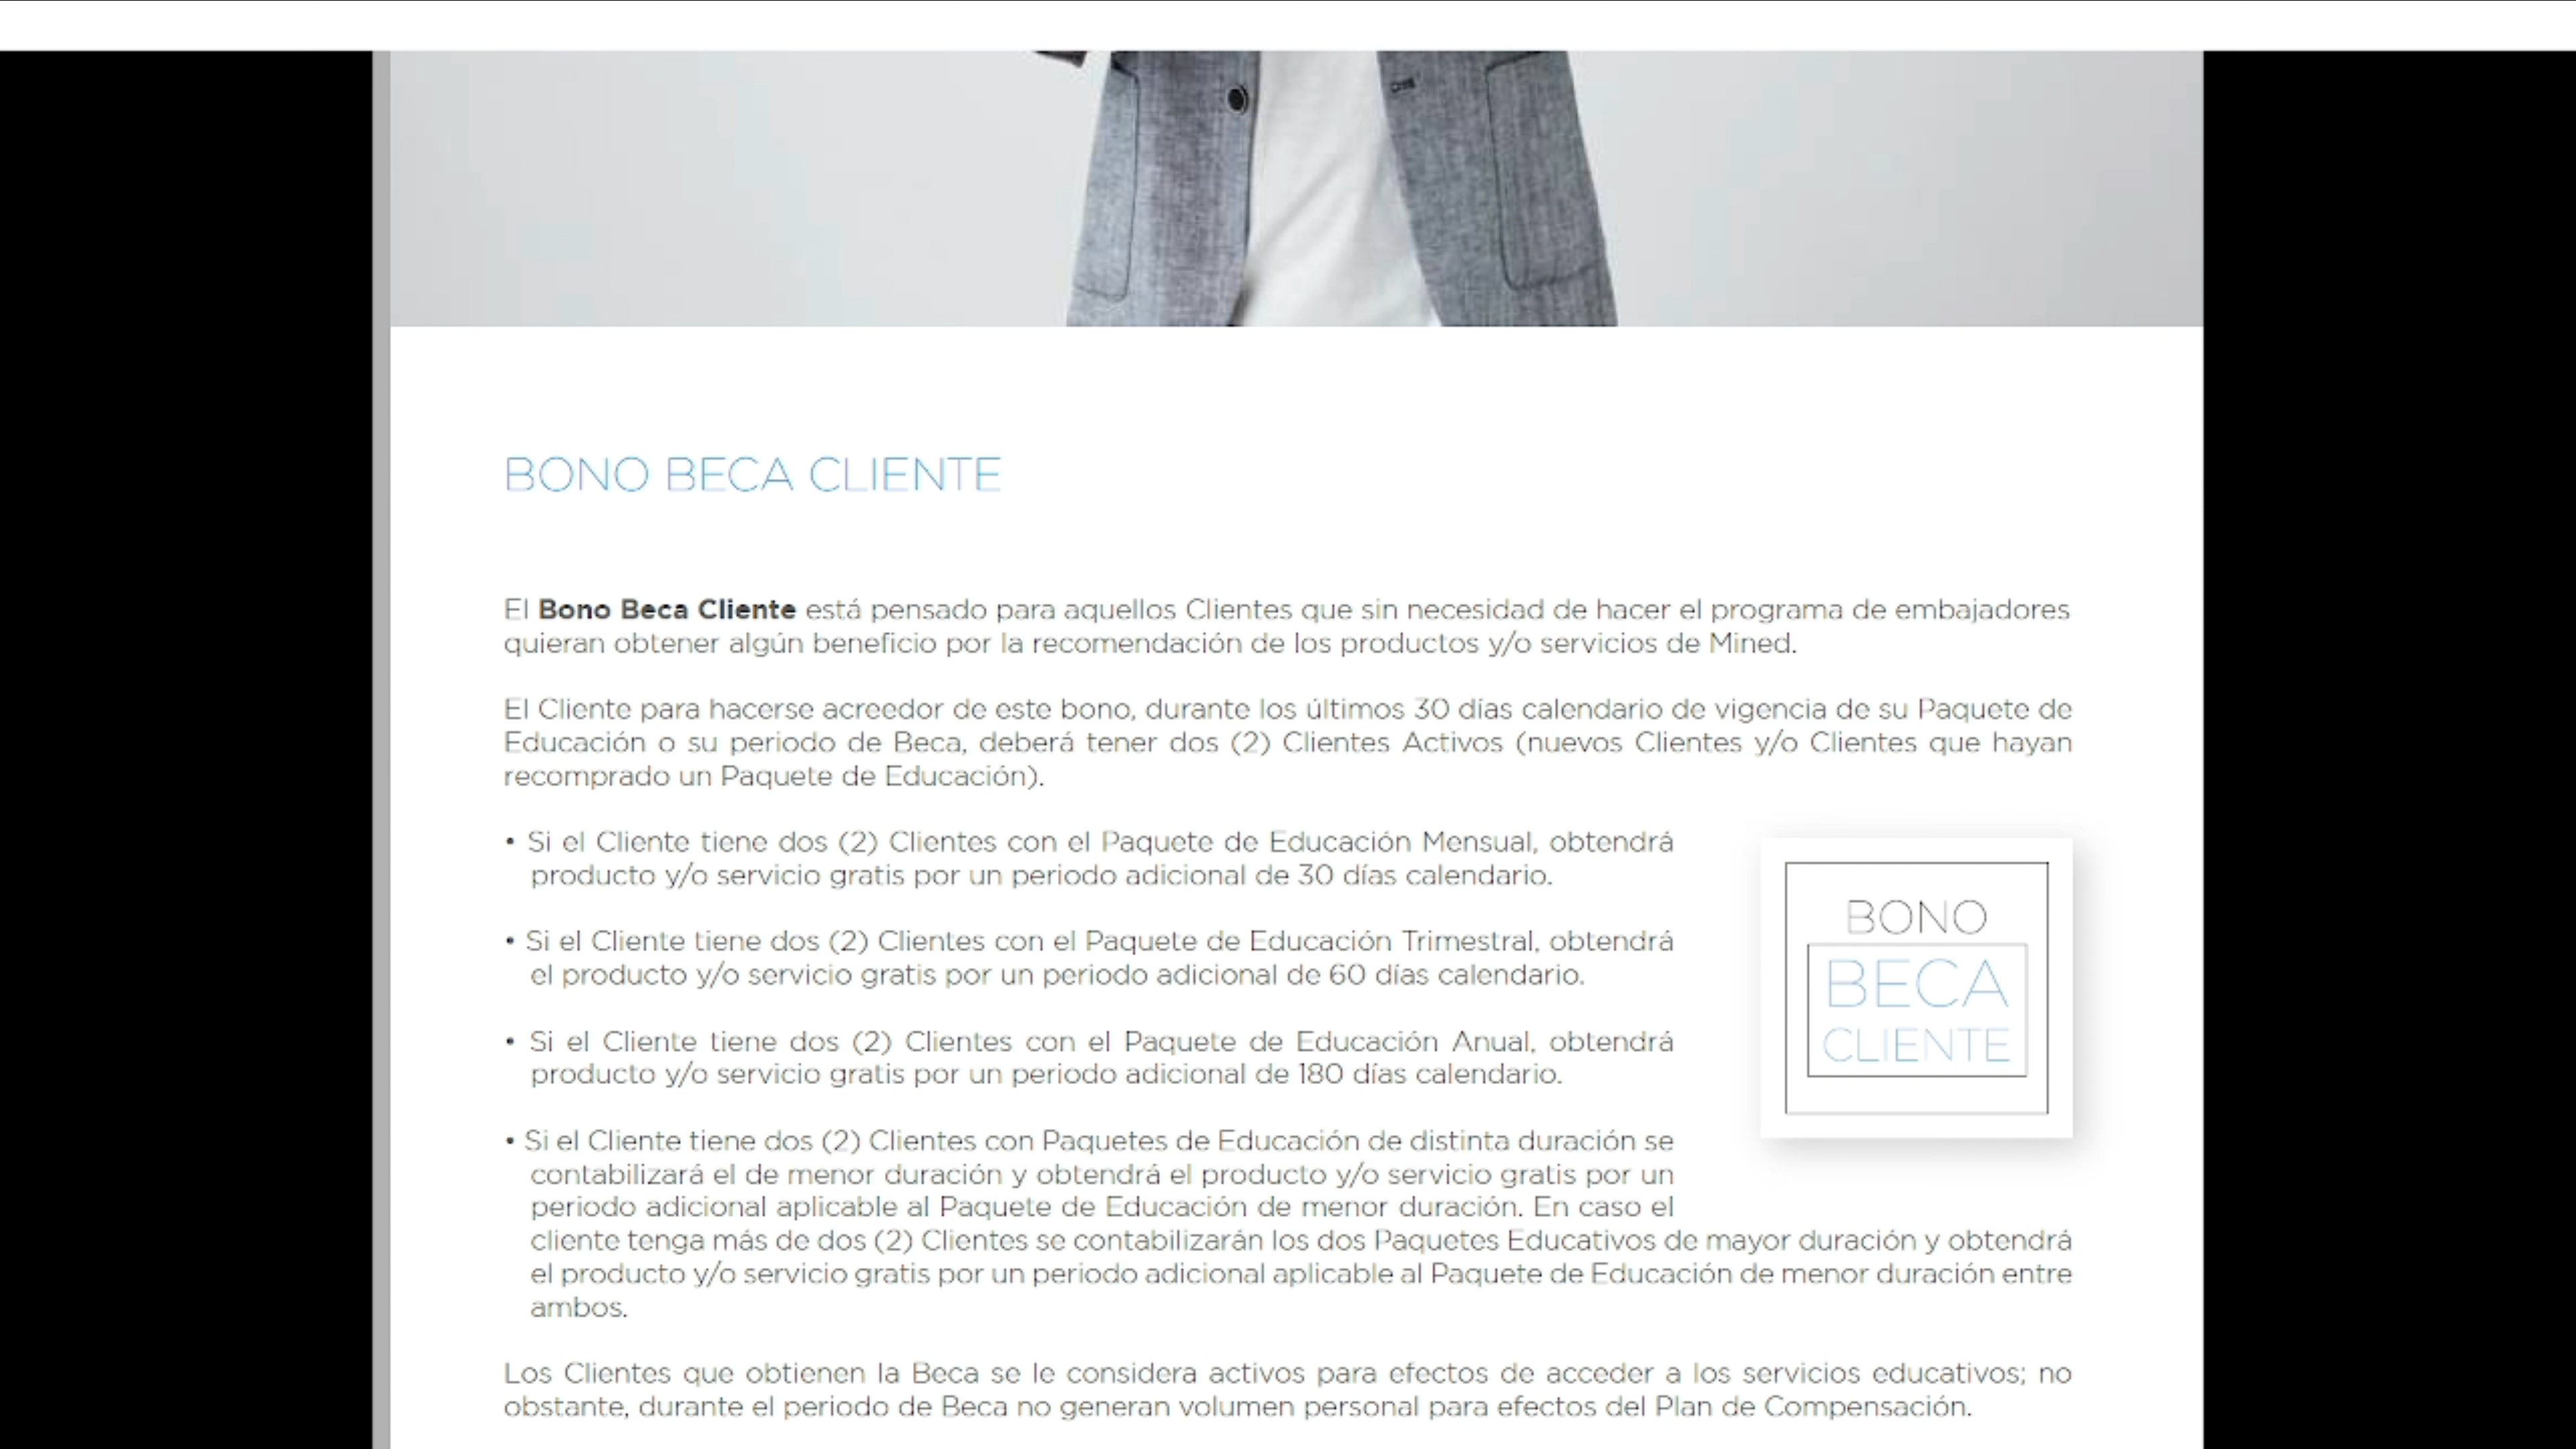 BONO BECA CLIENTE
El Bono Beca Cliente está pensado para aquellos Clientes que sin necesidad de hacer el programa de embajadores
quieran obtener algún beneficio por la recomendación de los productos y/o servicios de Mined.
El Cliente para hacerse acreedor de este bono, durante los últimos 30 días calendario de vigencia de su Paquete de
Educación o su periodo de Beca, deberá tener dos (2) Clientes Activos (nuevos Clientes y/o Clientes que hayan
recomprado un Paquete de Educación).
• Si el Cliente tiene dos (2) Clientes con el Paquete de Educación Mensual, obtendrá
producto y/o servicio gratis por un periodo adicional de 30 días calendario.
• Si el Cliente tiene dos (2) Clientes con el Paquete de Educación Trimestral, obtendrá
el producto y/o servicio gratis por un periodo adicional de 60 días calendario.
• Si el Cliente tiene dos (2) Clientes con el Paquete de Educación Anual, obtendrá
producto y/o servicio gratis por un periodo adicional de 180 días calendario.
• Si el Cliente tiene dos (2) Clientes con Paquetes de Educación de distinta duración se
contabilizará el de menor duración y obtendrá el producto y/o servicio gratis por un
periodo adicional aplicable al Paquete de Educación de menor duración. En caso el
cliente tenga más de dos (2) Clientes se contabilizarán los dos Paquetes Educativos de mayor duración y obtendrá
el producto y/o servicio gratis por un periodo adicional aplicable al Paquete de Educación de menor duración entre
ambos.
BONO
BECA
CLIENTE
Los Clientes que obtienen la Beca se le considera activos para efectos de acceder a los servicios educativos; no
obstante, durante el periodo de Beca no generan volumen personal para efectos del Plan de Compensación.